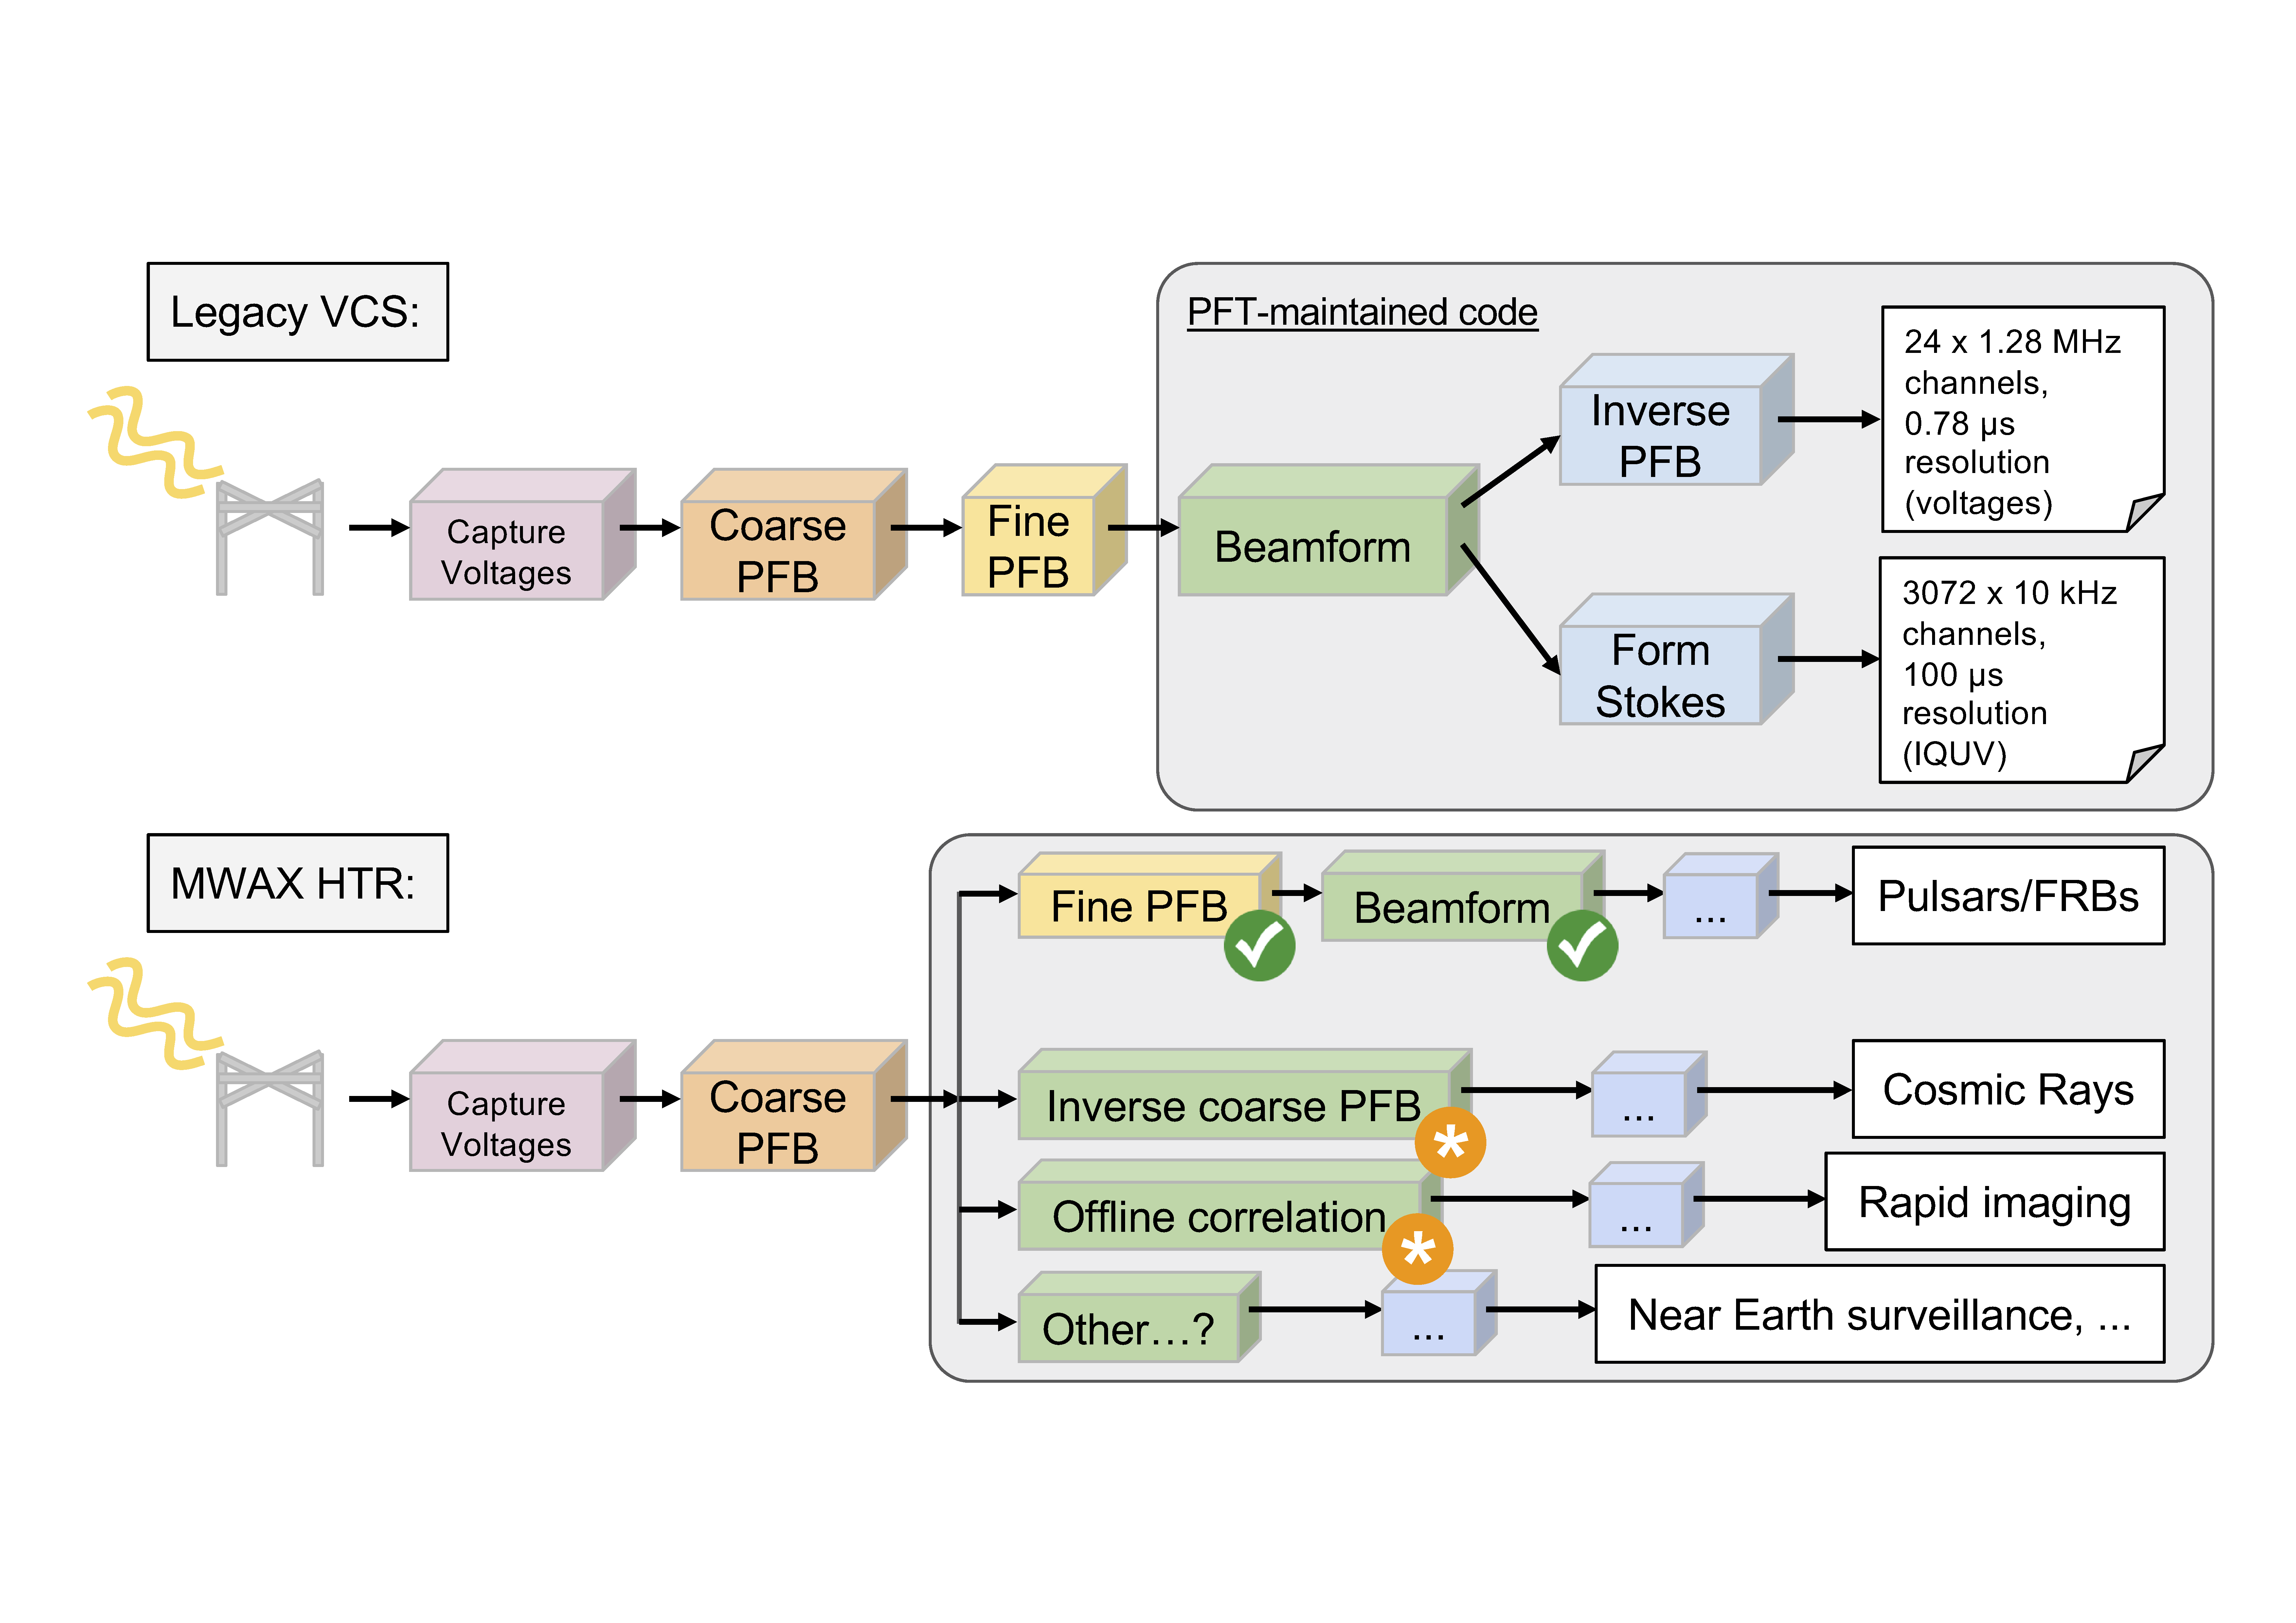 Legacy VCS:
PFT-maintained code
Capture
Voltages
Coarse
PFB
Fine
PFB
Beamform
Inverse
PFB
24 x 1.28 MHz
channels,
0.78 µs
resolution
(voltages)
Form
Stokes
3072 x 10 kHz
channels,
100 µs
resolution
(IQUV)
MWAX HTR:
Capture
Voltages
Coarse
PFB
Fine PFB
Beamform
...
Pulsars/FRBs
Inverse coarse PFB
*
...
Cosmic Rays
Offline correlation
*
...
Rapid imaging
Other…?
...
Near Earth surveillance, ...